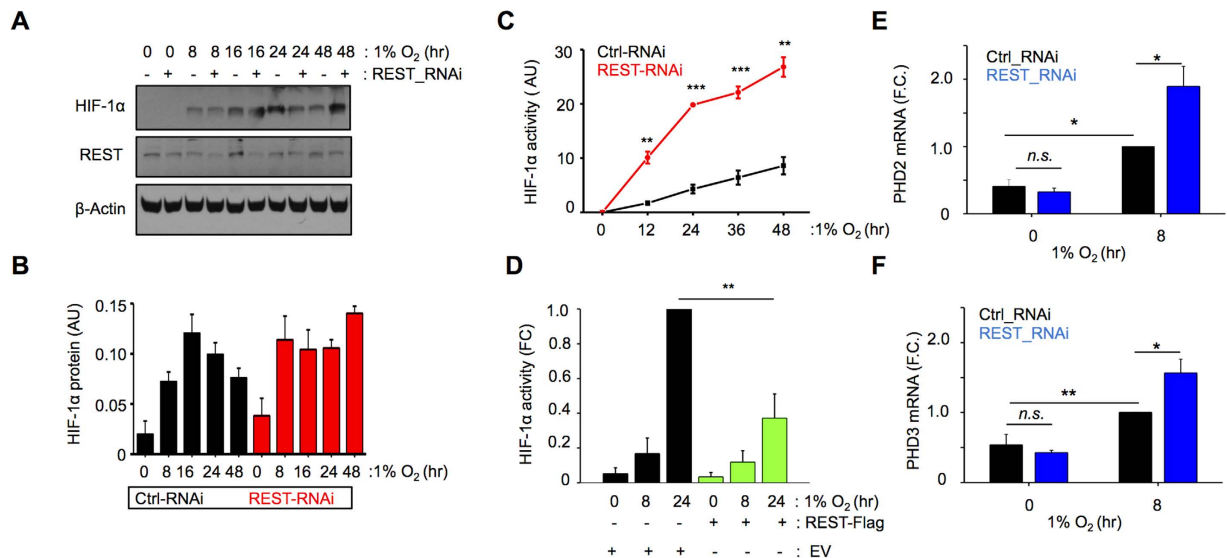 A
0 0 8 8 16 16 24 24 48 48 : 1% O₂ (hr)
- + - + - + - + - + : REST_RNAi
HIF-1α
REST
β-Actin
B
HIF-1α protein (AU)
0.15
0.10
0.05
0
0 8 16 24 48 0 8 16 24 48 :1% O₂ (hr)
Ctrl-RNAi REST-RNAi
C
HIF-1α activity (AU)
30
20
10
0
Ctrl-RNAi
REST-RNAi
** *** *** **
0 12 24 36 48 :1% O₂ (hr)
D
HIF-1α activity (FC)
1.0
0.8
0.6
0.4
0.2
0
**
0 8 24 0 8 24 : 1% O₂ (hr)
- - - + + + : REST-Flag
+ + + - - - : EV
E
PHD2 mRNA (F.C.)
2.0
1.0
0
Ctrl_RNAi
REST_RNAi
*
*
n.s.
0 8
1% O₂ (hr)
F
PHD3 mRNA (F.C.)
2.0
1.0
0
Ctrl_RNAi
REST_RNAi
*
**
n.s.
0 8
1% O₂ (hr)